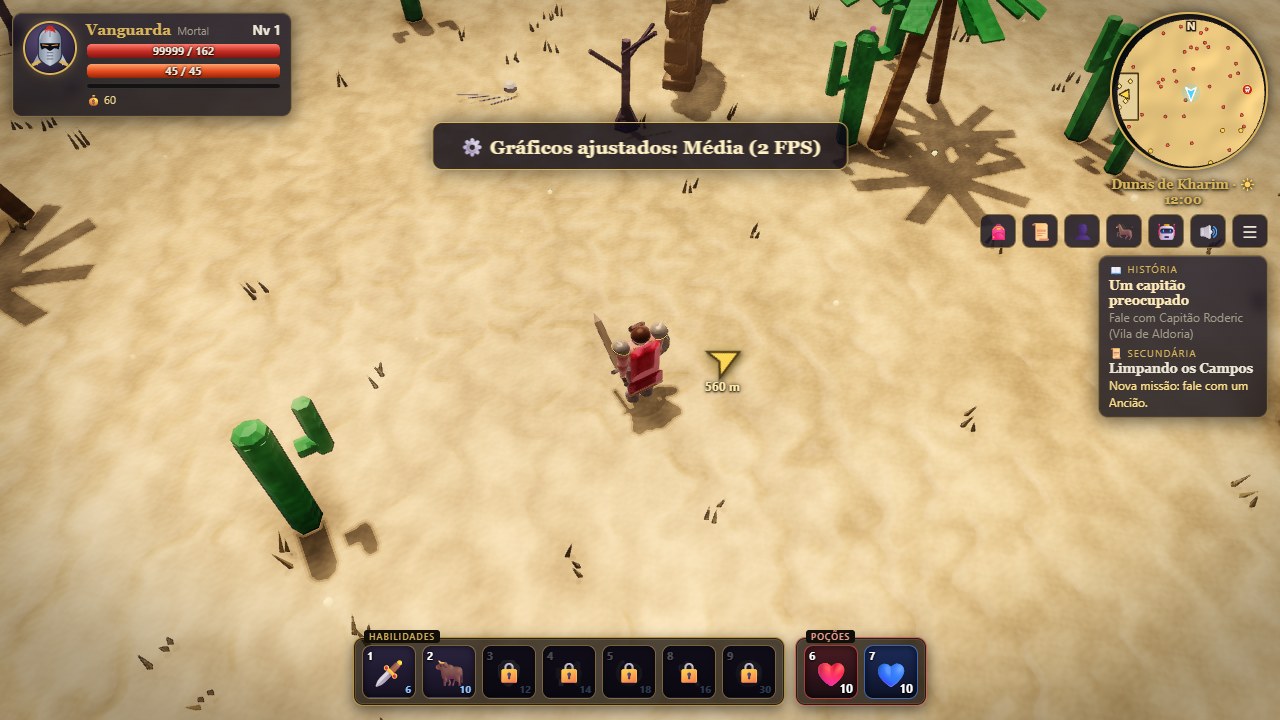 Vanguarda Mortal Nv 1
99999 / 162
45 / 45
60
N
Gráficos ajustados: Média (2 FPS)
Dunas de Kharim ·
12:00
HISTÓRIA
Um capitão
preocupado
Fale com Capitão Roderic
(Vila de Aldoria)
SECUNDÁRIA
Limpando os Campos
Nova missão: fale com um
Ancião.
560 m
HABILIDADES
1 6
2 10
3 12
4 14
5 18
8 16
9 30
POÇÕES
6 10
7 10